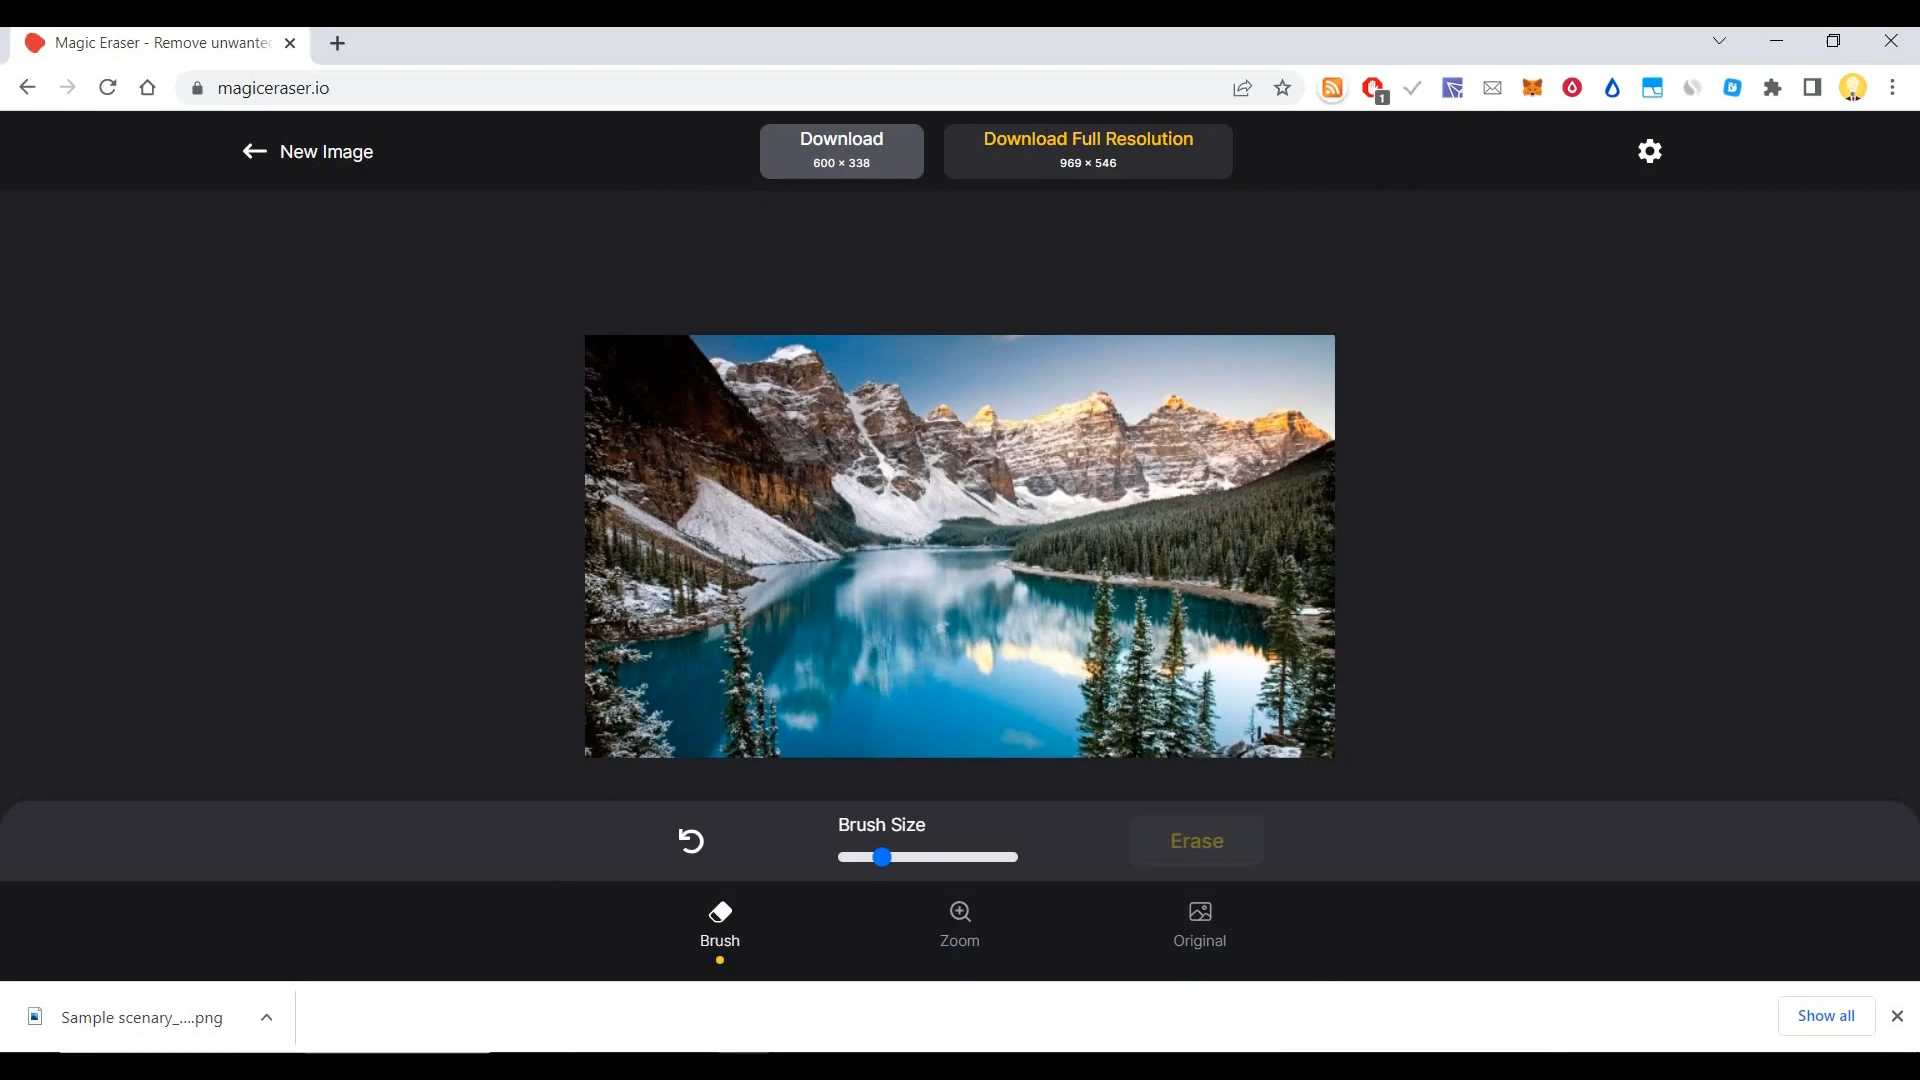 Magic Eraser - Remove unwante
magiceraser.io
1
New Image
Download
600 × 338
Download Full Resolution
969 × 546
Brush Size
Erase
Brush
Zoom
Original
Sample scenary_....png
Show all